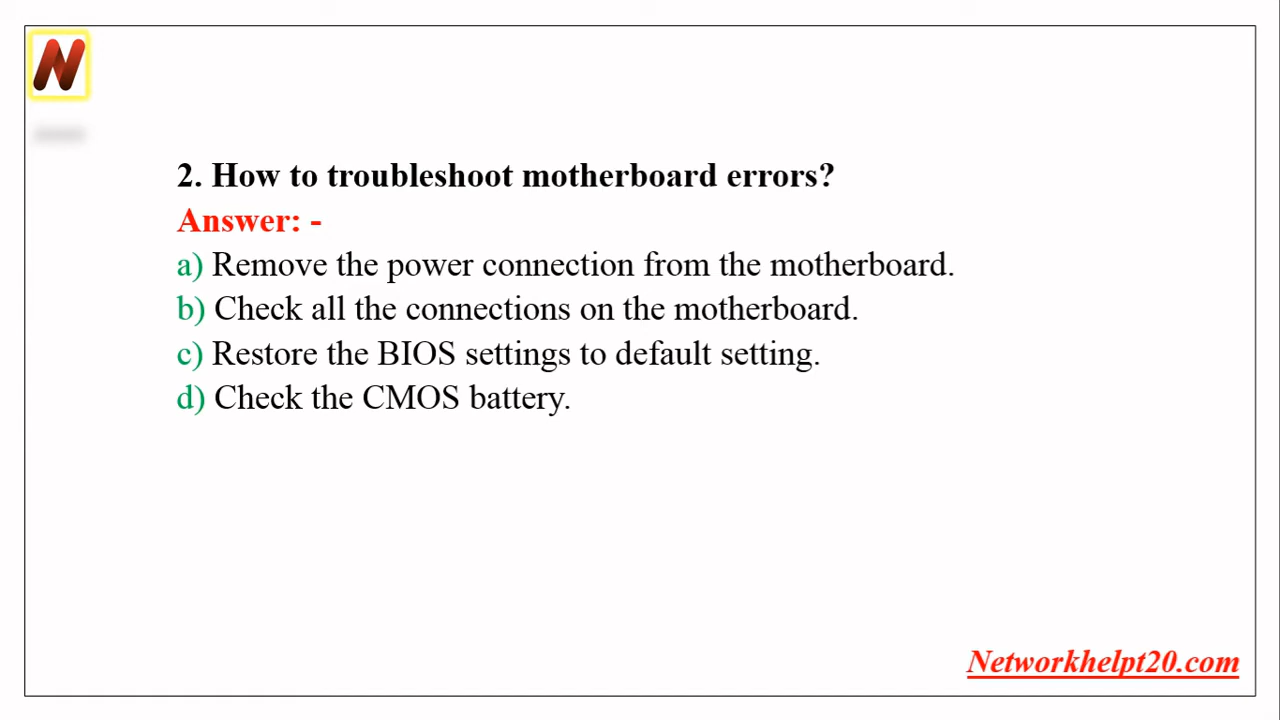 2. How to troubleshoot motherboard errors?
Answer: -
a) Remove the power connection from the motherboard.
b) Check all the connections on the motherboard.
c) Restore the BIOS settings to default setting.
d) Check the CMOS battery.
Networkhelpt20.com